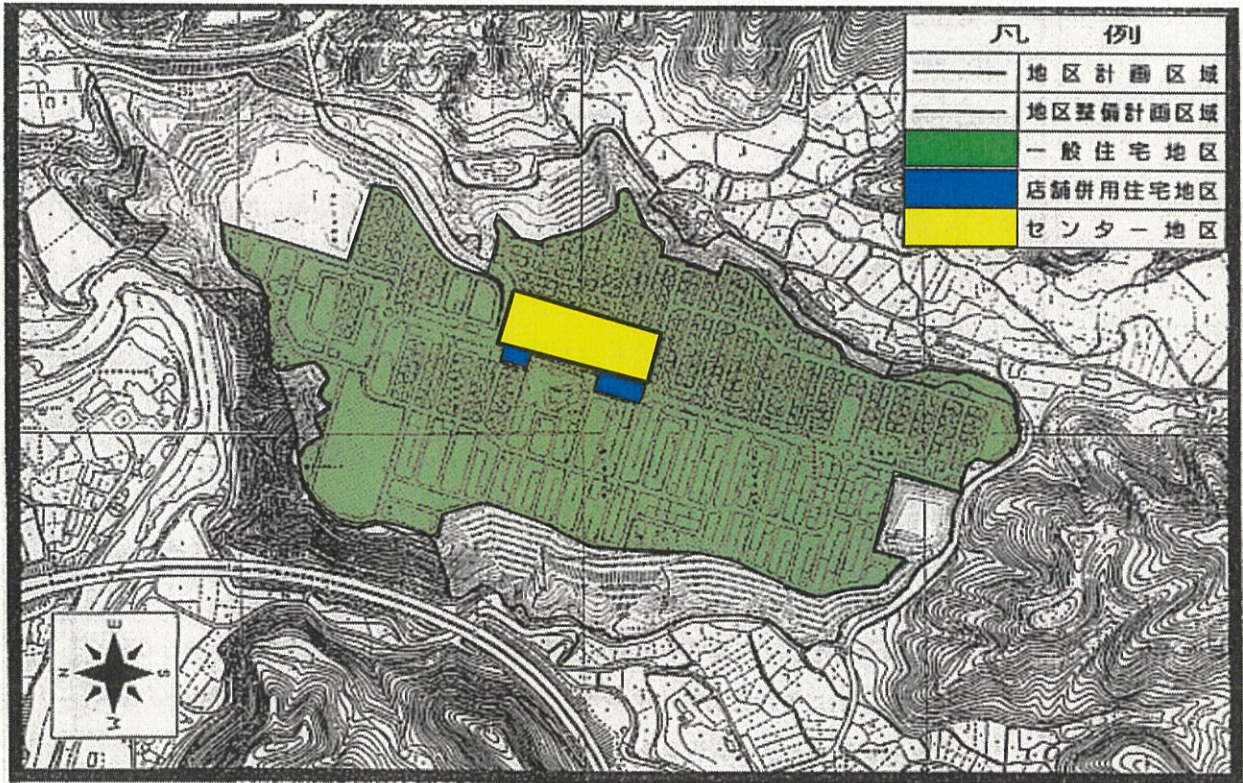 凡 例
地区計画区域
地区整備計画区域
一般住宅地区
店舗併用住宅地区
センター地区
E
N
S
W